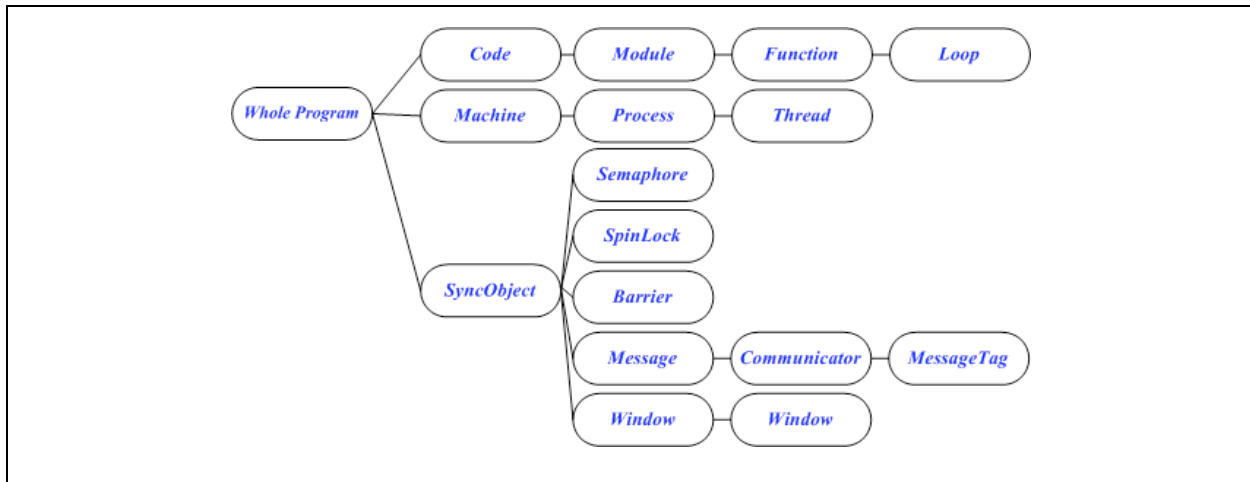 Code
Module
Function
Loop
Whole Program
Machine
Process
Thread
Semaphore
SpinLock
SyncObject
Barrier
Message
Communicator
MessageTag
Window
Window